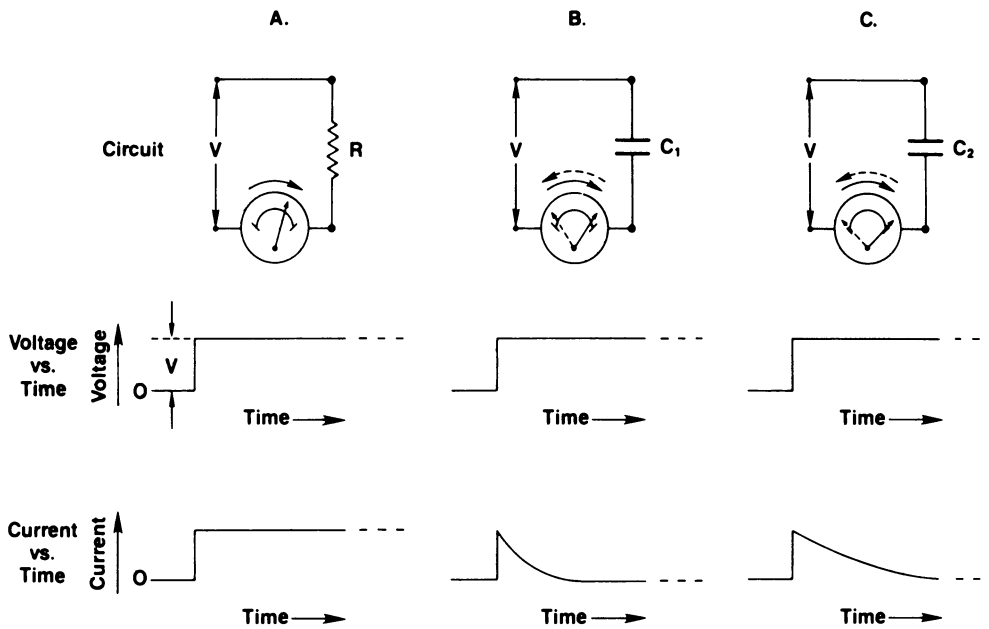 A. B. C.
Circuit V R V C₁ V C₂
Voltage vs. Time
Voltage
V
O
Time Time Time
Current vs. Time
Current
O
Time Time Time